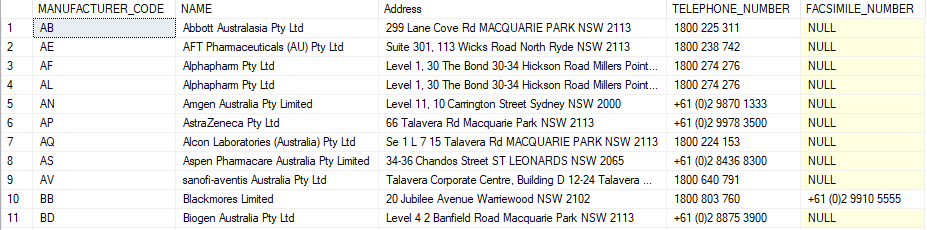 MANUFACTURER_CODE NAME Address TELEPHONE_NUMBER FACSIMILE_NUMBER
1 AB Abbott Australasia Pty Ltd 299 Lane Cove Rd MACQUARIE PARK NSW 2113 1800 225 311 NULL
2 AE AFT Pharmaceuticals (AU) Pty Ltd Suite 301, 113 Wicks Road North Ryde NSW 2113 1800 238 742 NULL
3 AF Alphapharm Pty Ltd Level 1, 30 The Bond 30-34 Hickson Road Millers Point... 1800 274 276 NULL
4 AL Alphapharm Pty Ltd Level 1, 30 The Bond 30-34 Hickson Road Millers Point... 1800 274 276 NULL
5 AN Amgen Australia Pty Limited Level 11, 10 Carrington Street Sydney NSW 2000 +61 (0)2 9870 1333 NULL
6 AP AstraZeneca Pty Ltd 66 Talavera Rd Macquarie Park NSW 2113 +61 (0)2 9978 3500 NULL
7 AQ Alcon Laboratories (Australia) Pty Ltd Se 1 L 7 15 Talavera Rd MACQUARIE PARK NSW 2113 1800 224 153 NULL
8 AS Aspen Pharmacare Australia Pty Limited 34-36 Chandos Street ST LEONARDS NSW 2065 +61 (0)2 8436 8300 NULL
9 AV sanofi-aventis Australia Pty Ltd Talavera Corporate Centre, Building D 12-24 Talavera ... 1800 640 791 NULL
10 BB Blackmores Limited 20 Jubilee Avenue Warriewood NSW 2102 1800 803 760 +61 (0)2 9910 5555
11 BD Biogen Australia Pty Ltd Level 4 2 Banfield Road Macquarie Park NSW 2113 +61 (0)2 8875 3900 NULL